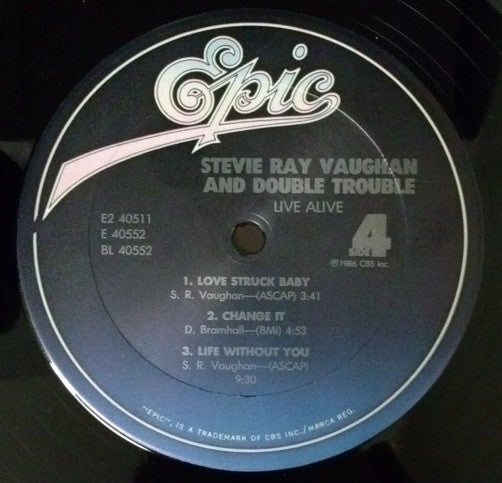 Epic
STEVIE RAY VAUGHAN
AND DOUBLE TROUBLE
LIVE ALIVE
E2 40511
E 40552
BL 40552
SIDE 4
℗1986 CBS Inc.
1. LOVE STRUCK BABY
S. R. Vaughan—(ASCAP) 3:41
2. CHANGE IT
D. Bramhall—(BMI) 4:53
3. LIFE WITHOUT YOU
S. R. Vaughan—(ASCAP)
9:30
"EPIC", IS A TRADEMARK OF CBS INC./MARCA REG.